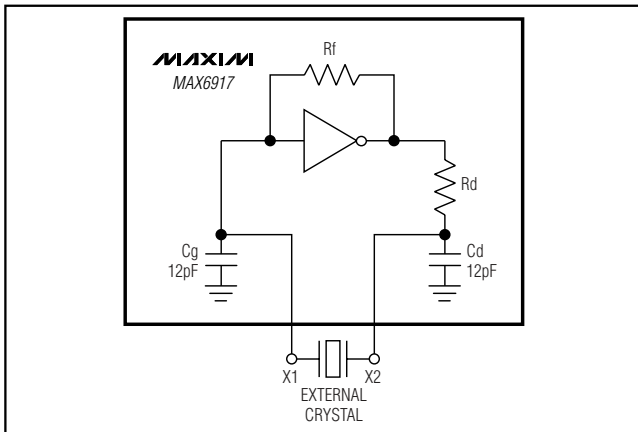 MAXIM
MAX6917
Rf
Rd
Cg
12pF
Cd
12pF
X1
X2
EXTERNAL
CRYSTAL